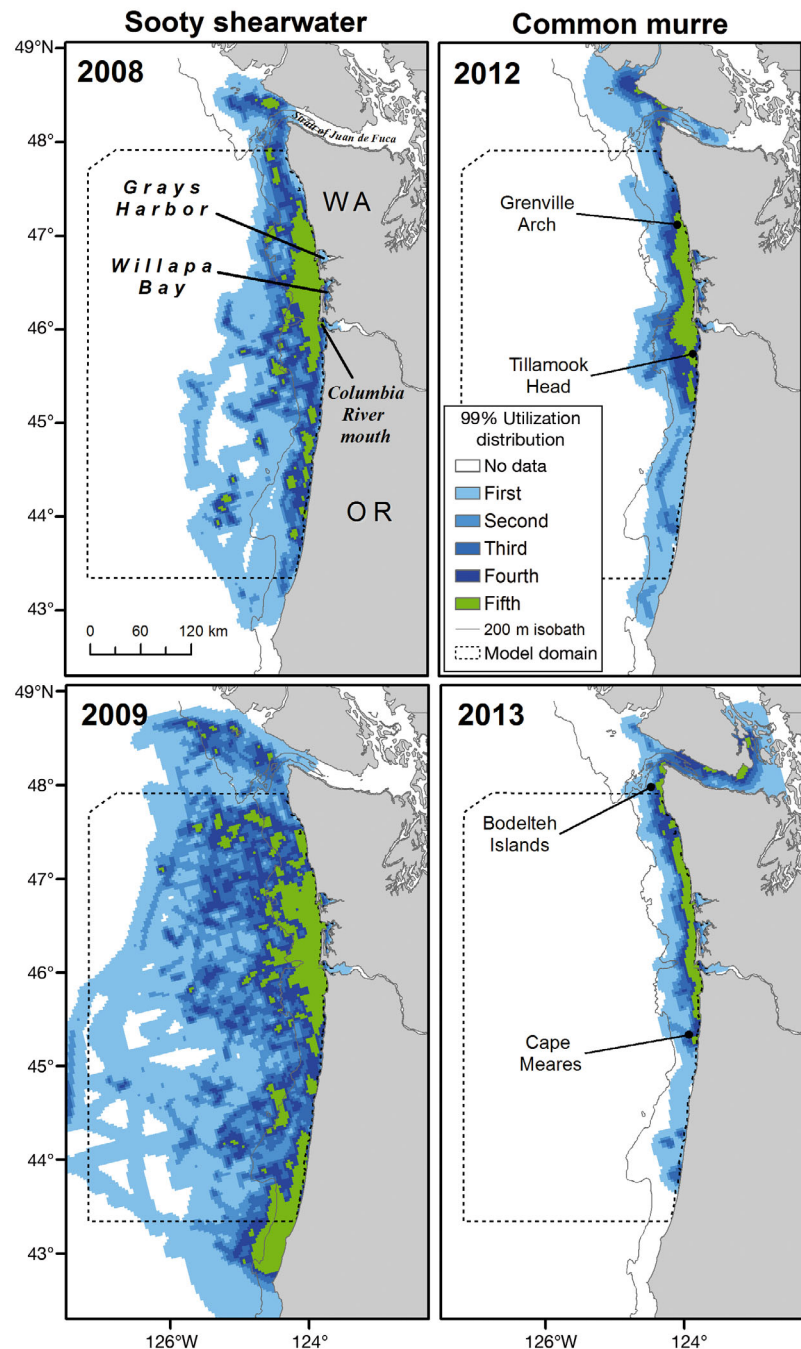 Sooty shearwater
Common murre
49°N
48°
47°
46°
45°
44°
43°
2008
Strait of Juan de Fuca
Grays
Harbor
WA
Willapa
Bay
Columbia
River
mouth
OR
0 60 120 km
2012
Grenville
Arch
Tillamook
Head
99% Utilization
distribution
No data
First
Second
Third
Fourth
Fifth
200 m isobath
Model domain
49°N
48°
47°
46°
45°
44°
43°
2009
126°W
124°
2013
Bodelteh
Islands
Cape
Meares
126°W
124°